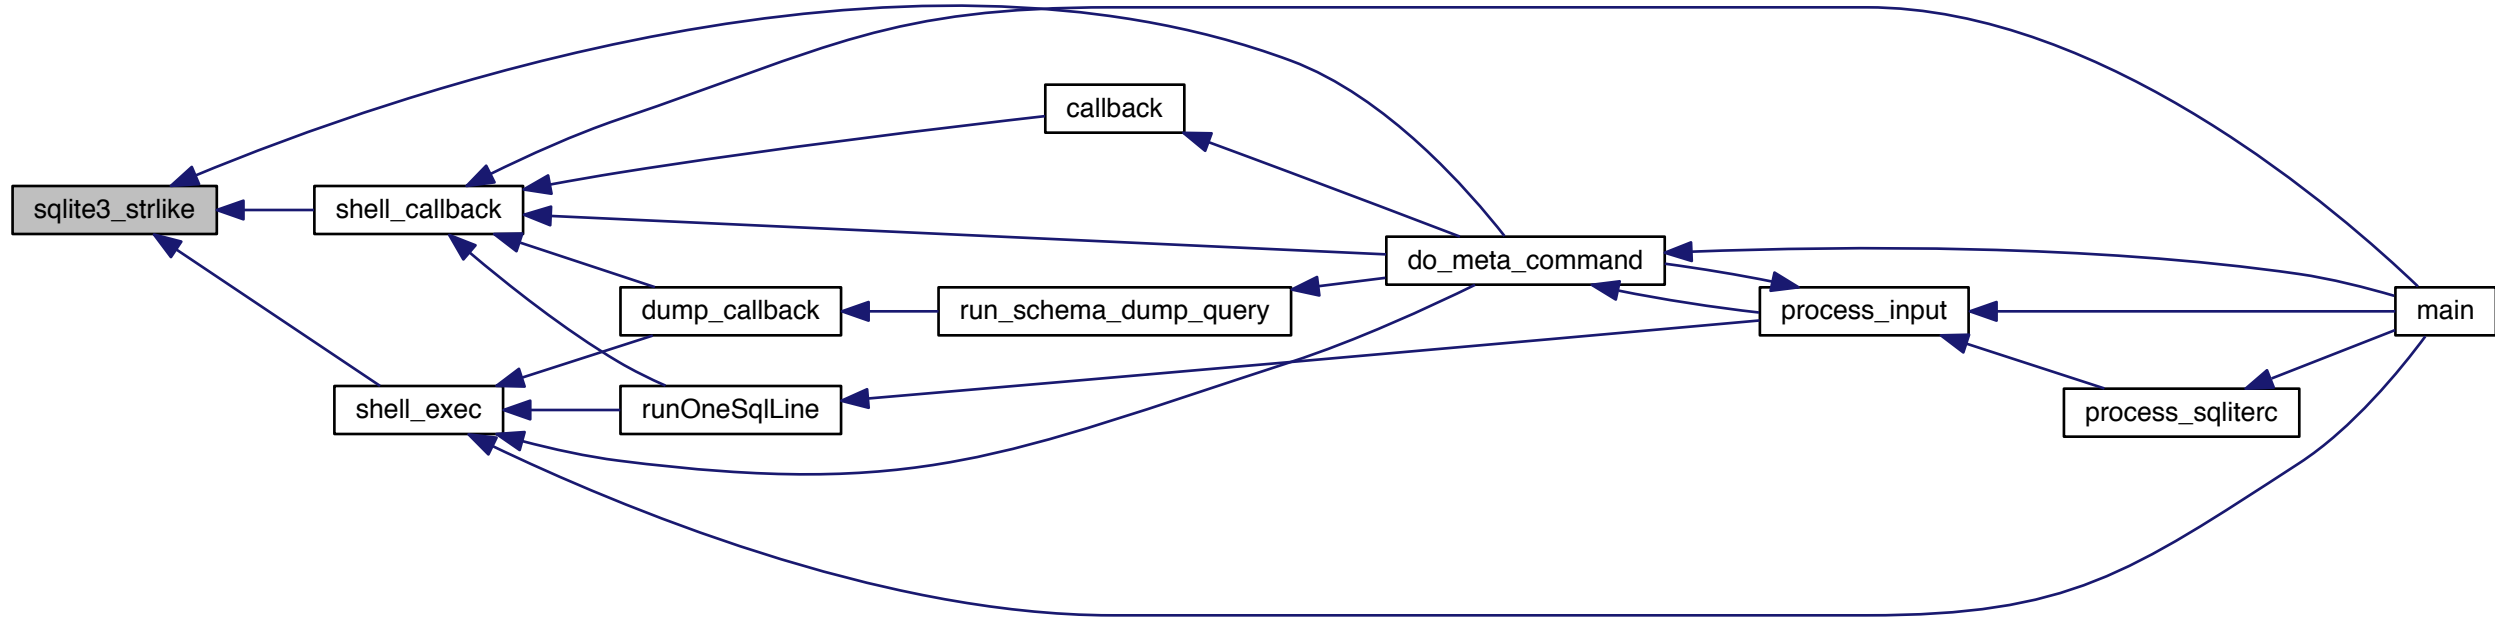 sqlite3_strlike
shell_callback
shell_exec
callback
dump_callback
runOneSqlLine
run_schema_dump_query
do_meta_command
process_input
process_sqliterc
main